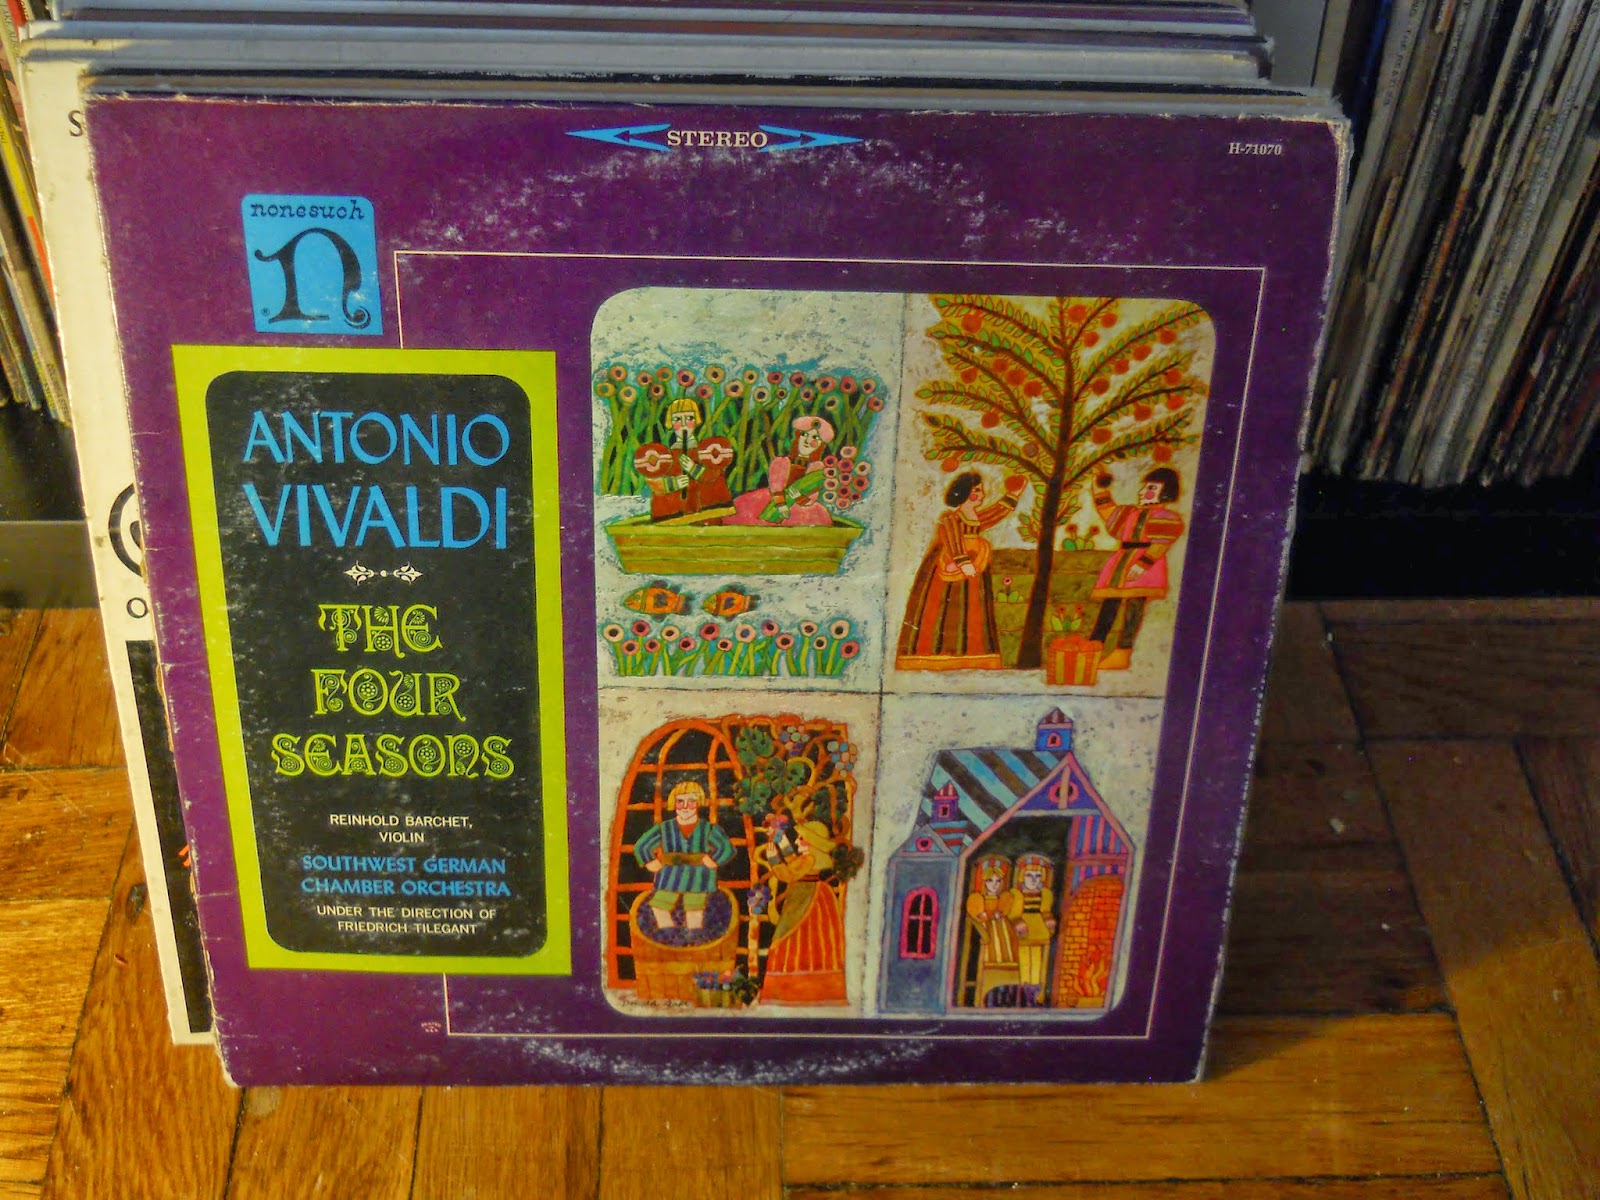 STEREO
H-71070
nonesuch
n
ANTONIO
VIVALDI
THE
FOUR
SEASONS
REINHOLD BARCHET,
VIOLIN
SOUTHWEST GERMAN
CHAMBER ORCHESTRA
UNDER THE DIRECTION OF
FRIEDRICH TILEGANT
S
O